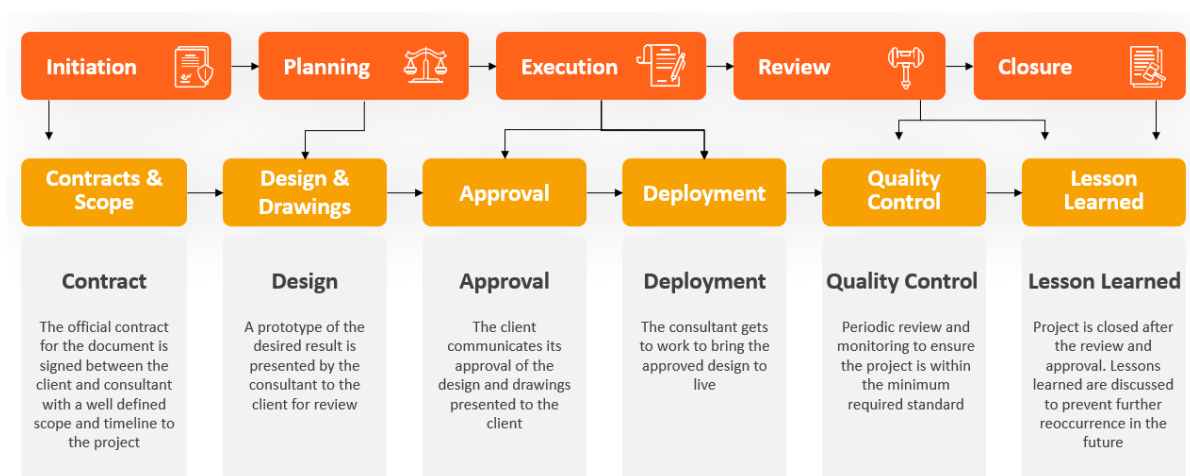 Initiation
Planning
Execution
Review
Closure
Contracts &
Scope
Design &
Drawings
Approval
Deployment
Quality
Control
Lesson
Learned
Contract
The official contract
for the document is
signed between the
client and consultant
with a well defined
scope and timeline to
the project
Design
A prototype of the
desired result is
presented by the
consultant to the
client for review
Approval
The client
communicates its
approval of the
design and drawings
presented to the
client
Deployment
The consultant gets
to work to bring the
approved design to
live
Quality Control
Periodic review and
monitoring to ensure
the project is within
the minimum
required standard
Lesson Learned
Project is closed after
the review and
approval. Lessons
learned are discussed
to prevent further
reoccurrence in the
future